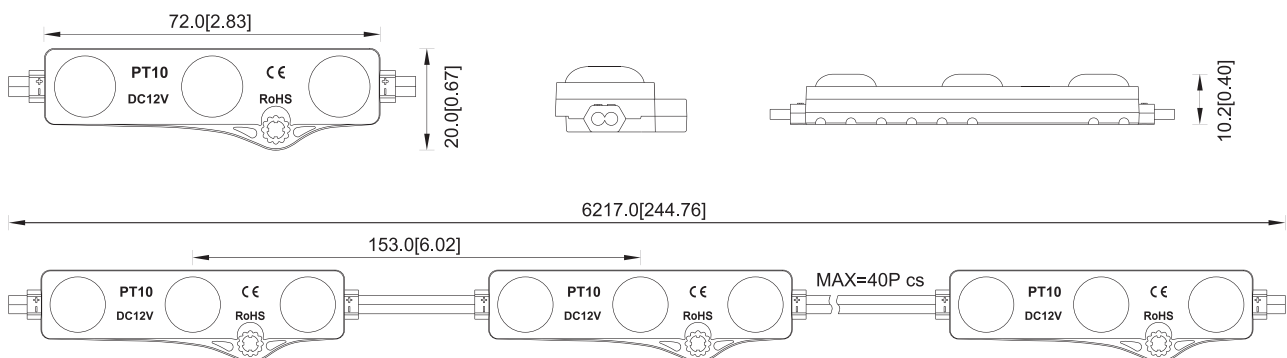 72.0[2.83]
PT10
DC12V
CE
RoHS
+
−
+
−
20.0[0.67]
10.2[0.40]
6217.0[244.76]
153.0[6.02]
+
−
PT10
DC12V
CE
RoHS
+
−
+
−
PT10
DC12V
CE
RoHS
+
−
MAX=40P cs
+
−
PT10
DC12V
CE
RoHS
+
−